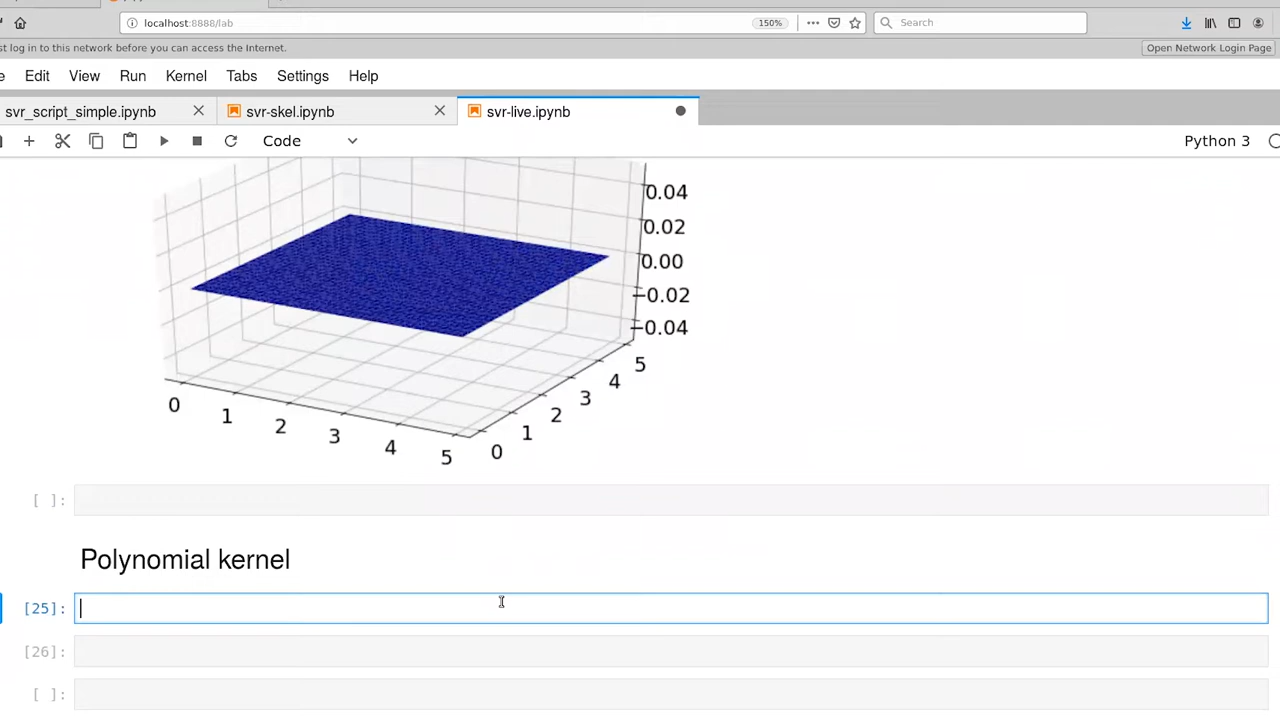 localhost:8888/lab
150%
Search
st log in to this network before you can access the Internet.
Open Network Login Page
e Edit View Run Kernel Tabs Settings Help
svr_script_simple.ipynb
svr-skel.ipynb
svr-live.ipynb
Code
Python 3
0.04
0.02
0.00
−0.02
−0.04
5
4
3
2
1
0
0
1
2
3
4
5
[ ]:
Polynomial kernel
[25]:
[26]:
[ ]: